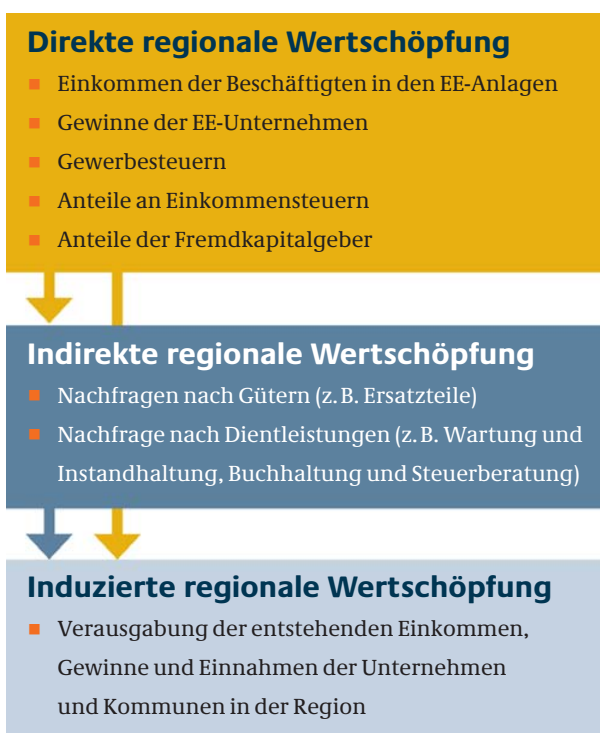 Direkte regionale Wertschöpfung
■ Einkommen der Beschäftigten in den EE-Anlagen
■ Gewinne der EE-Unternehmen
■ Gewerbesteuern
■ Anteile an Einkommensteuern
■ Anteile der Fremdkapitalgeber
Indirekte regionale Wertschöpfung
■ Nachfragen nach Gütern (z. B. Ersatzteile)
■ Nachfrage nach Dientleistungen (z. B. Wartung und
Instandhaltung, Buchhaltung und Steuerberatung)
Induzierte regionale Wertschöpfung
■ Verausgabung der entstehenden Einkommen,
Gewinne und Einnahmen der Unternehmen
und Kommunen in der Region